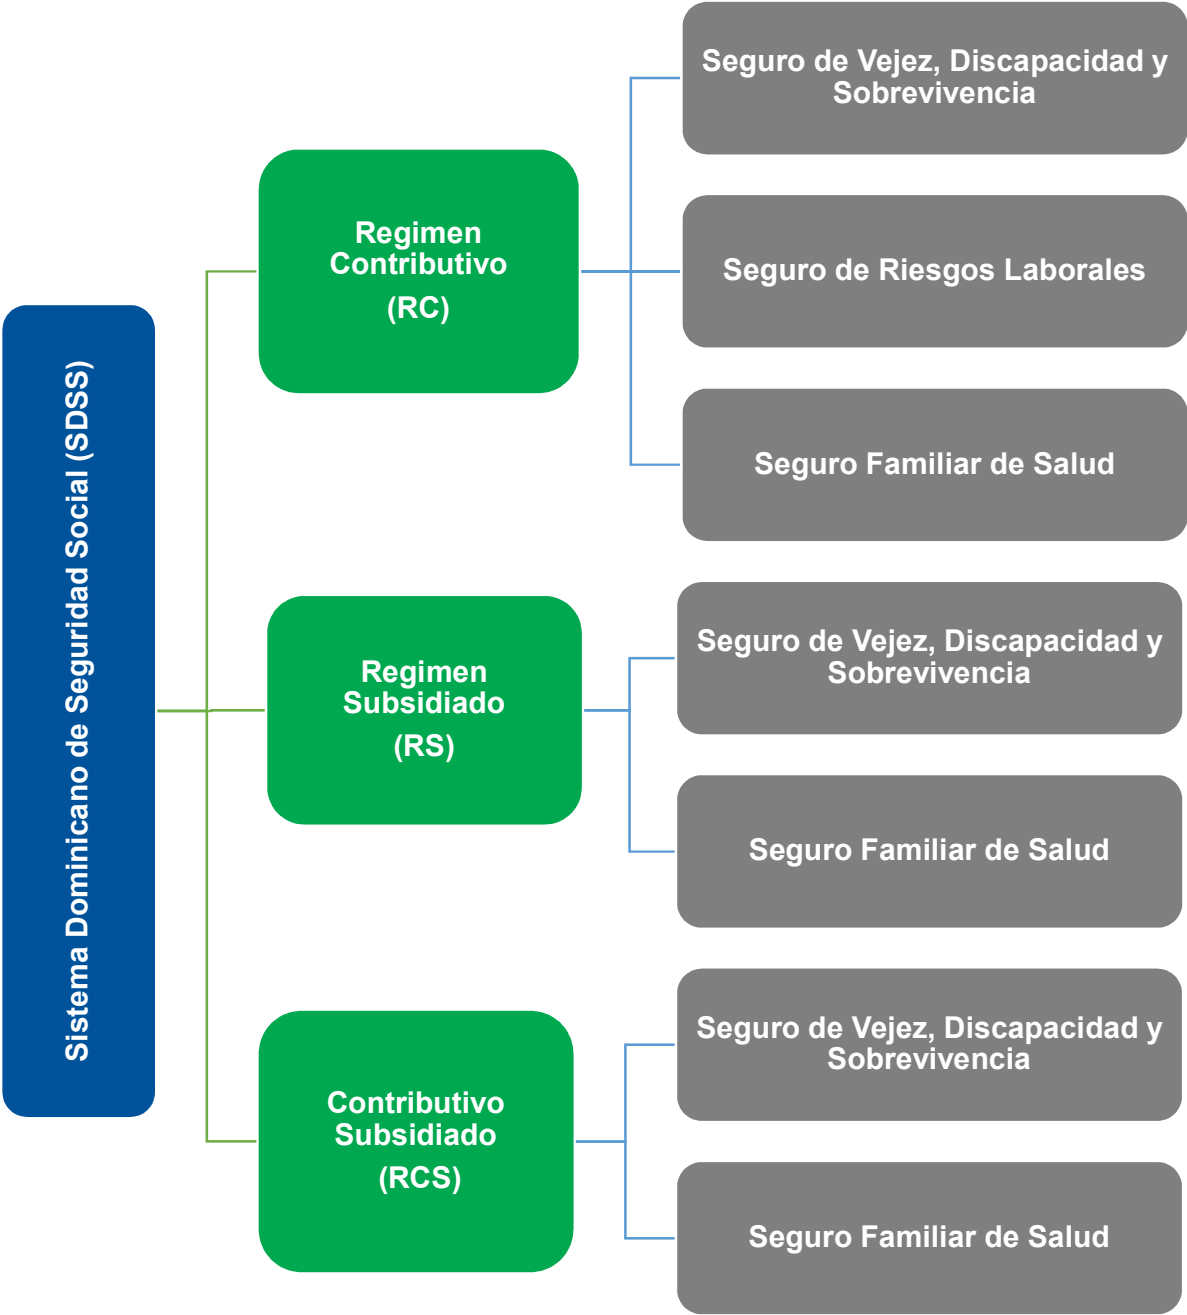 Sistema Dominicano de Seguridad Social (SDSS)
Regimen
Contributivo
(RC)
Seguro de Vejez, Discapacidad y
Sobrevivencia
Seguro de Riesgos Laborales
Seguro Familiar de Salud
Regimen
Subsidiado
(RS)
Seguro de Vejez, Discapacidad y
Sobrevivencia
Seguro Familiar de Salud
Contributivo
Subsidiado
(RCS)
Seguro de Vejez, Discapacidad y
Sobrevivencia
Seguro Familiar de Salud